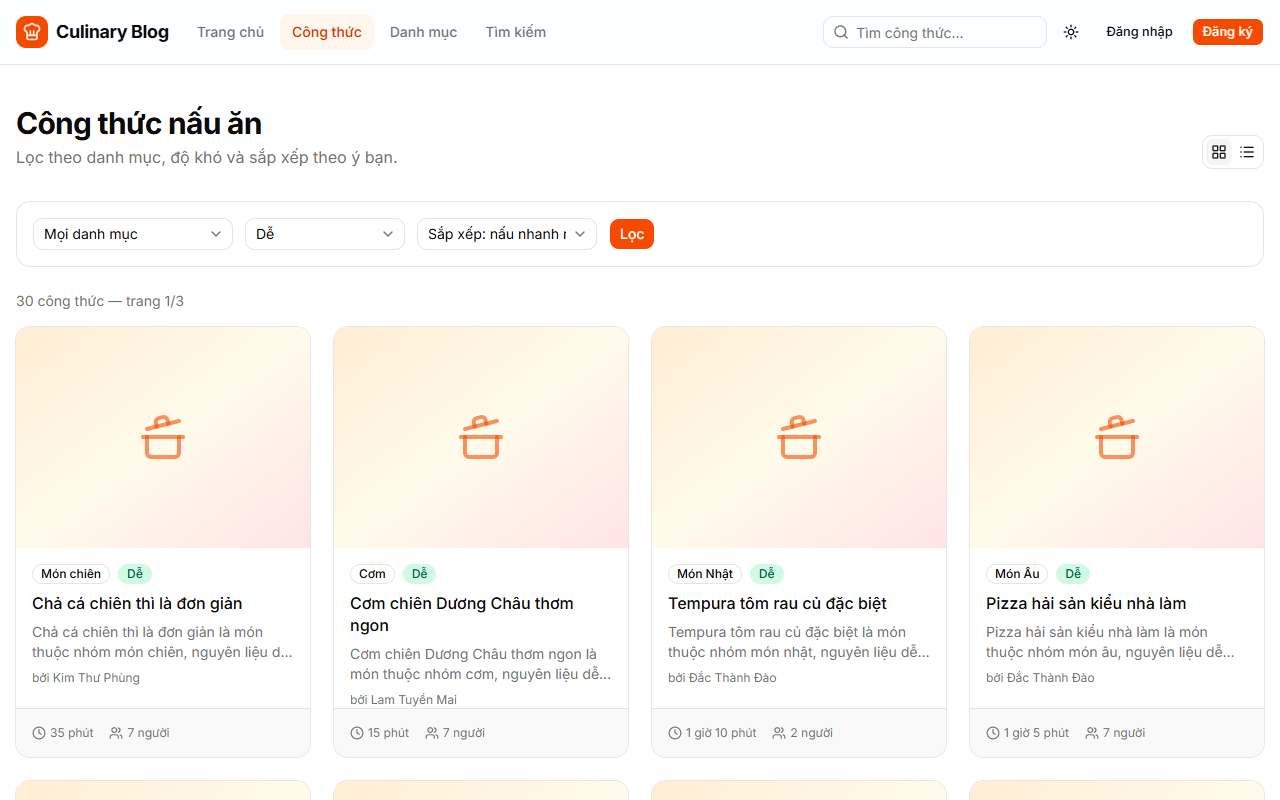 Culinary Blog
Trang chủ
Công thức
Danh mục
Tìm kiếm
Tìm công thức...
Đăng nhập
Đăng ký
Công thức nấu ăn
Lọc theo danh mục, độ khó và sắp xếp theo ý bạn.
Mọi danh mục
Dễ
Sắp xếp: nấu nhanh
Lọc
30 công thức — trang 1/3
Món chiên
Dễ
Chả cá chiên thì là đơn giản
Chả cá chiên thì là đơn giản là món
thuộc nhóm món chiên, nguyên liệu d...
bởi Kim Thư Phùng
35 phút
7 người
Cơm
Dễ
Cơm chiên Dương Châu thơm
ngon
Cơm chiên Dương Châu thơm ngon là
món thuộc nhóm cơm, nguyên liệu dễ...
bởi Lam Tuyền Mai
15 phút
7 người
Món Nhật
Dễ
Tempura tôm rau củ đặc biệt
Tempura tôm rau củ đặc biệt là món
thuộc nhóm món nhật, nguyên liệu dễ...
bởi Đắc Thành Đào
1 giờ 10 phút
2 người
Món Âu
Dễ
Pizza hải sản kiểu nhà làm
Pizza hải sản kiểu nhà làm là món
thuộc nhóm món âu, nguyên liệu dễ...
bởi Đắc Thành Đào
1 giờ 5 phút
7 người